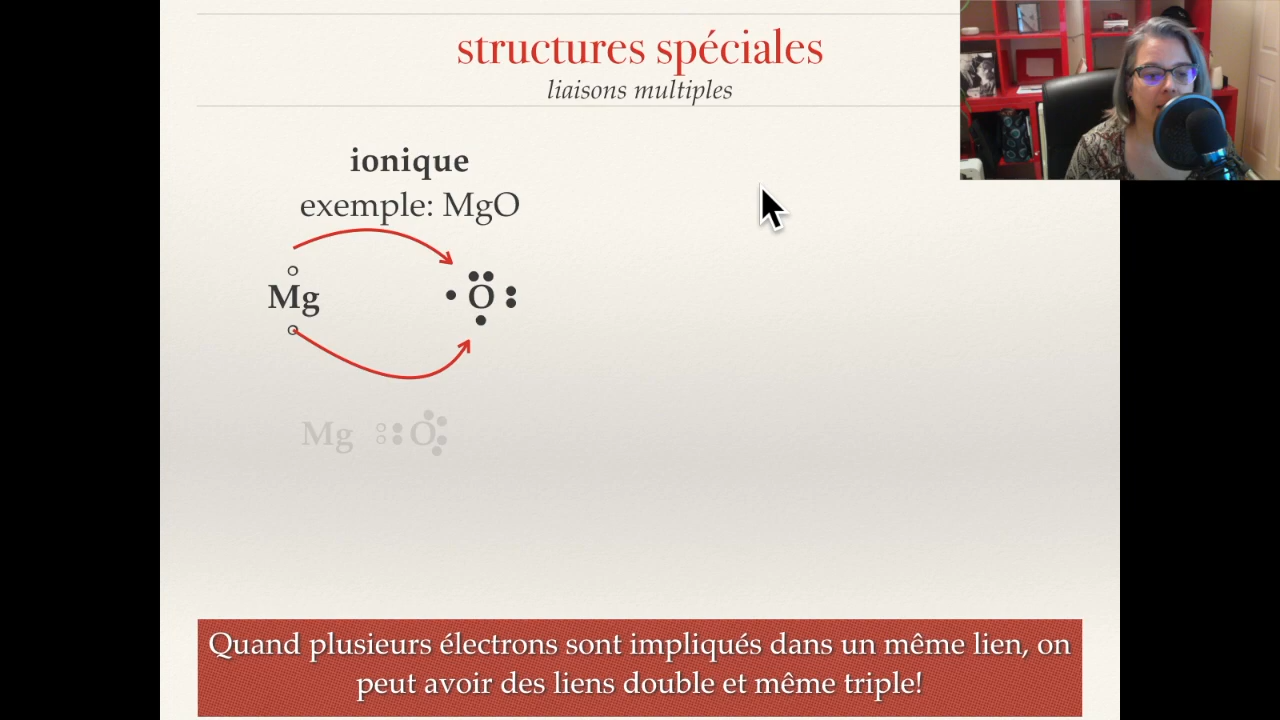 structures spéciales
liaisons multiples
ionique
exemple: MgO
Mg O
Mg O
Quand plusieurs électrons sont impliqués dans un même lien, on
peut avoir des liens double et même triple!